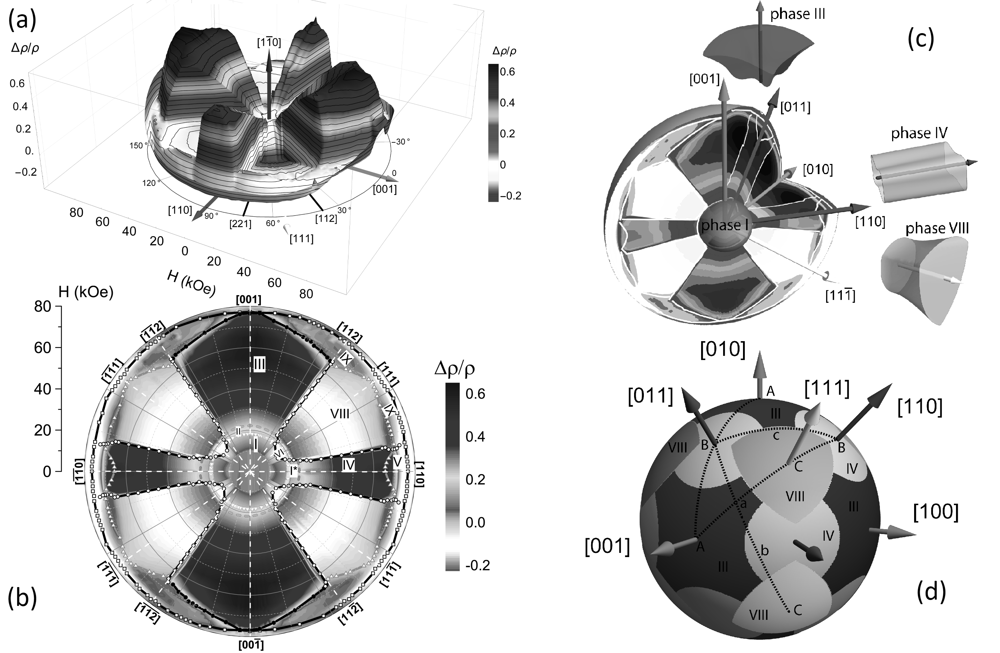 (a)
Δρ/ρ
0.6
0.4
0.2
0.
−0.2
[11̅0]
150°
120°
90°
60°
30°
0
−30°
[110]
[221]
[111]
[112]
[001]
80
60
40
20
0
20
40
60
80
H (kOe)
Δρ/ρ
0.6
0.4
0.2
0
−0.2
(b)
H (kOe)
80
60
40
20
0
[001]
[1̅1̅2]
[112]
[1̅1̅1]
[111]
[1̅1̅0]
[110]
[1̅1̅1̅]
[111̅]
[1̅1̅2̅]
[112̅]
[001̅]
III
IX
VIII
IX
II
I
VI
I*
IV
V
Δρ/ρ
0.6
0.4
0.2
0.0
-0.2
(c)
phase III
[001]
[011]
phase IV
[010]
phase I
[110]
phase VIII
[111̅]
(d)
[010]
A
[011]
[111]
[110]
III
VIII
B
c
B
C
IV
VIII
a
III
[100]
[001]
A
IV
b
III
VIII
C